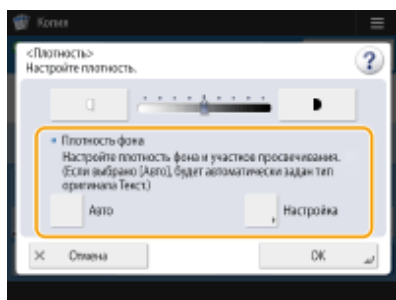 Копия
<Плотность>
Настройте плотность.
Плотность фона
Настройте плотность фона и участков просвечивания.
(Если выбрано [Авто], будет автоматически задан тип
оригинала Текст.)
Авто
Настройка
Отмена
OK